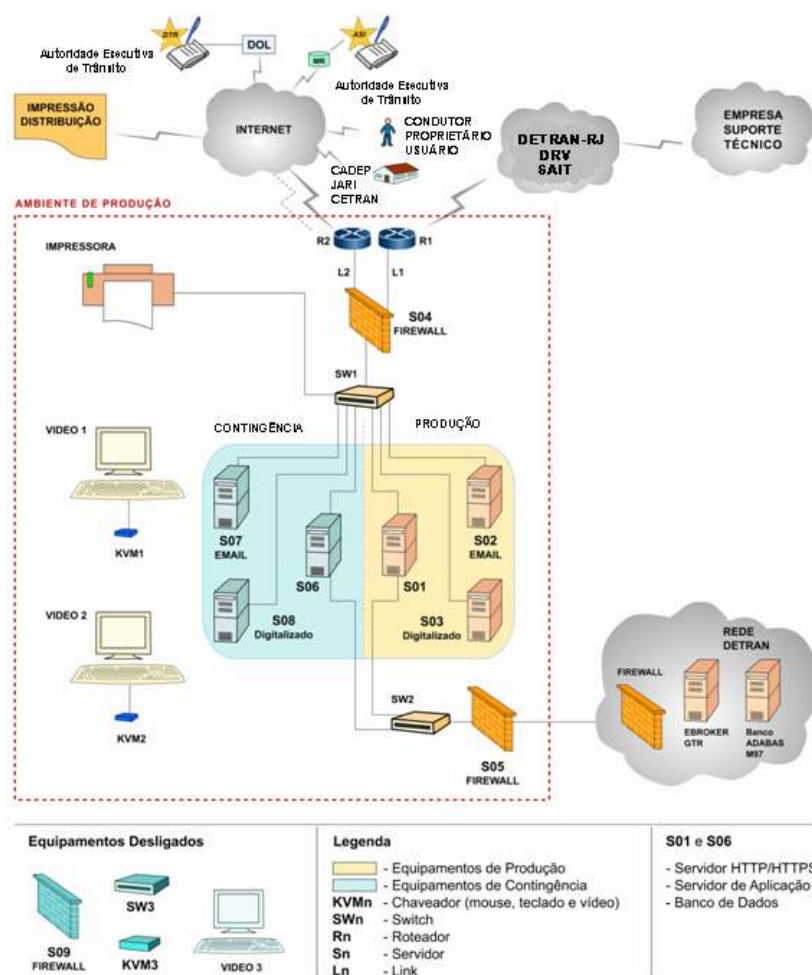 DTR
DOL
ASI
MR
Autoridade Executiva
de Trânsito
Autoridade Executiva
de Trânsito
IMPRESSÃO
DISTRIBUIÇÃO
INTERNET
CONDUTOR
PROPRIETÁRIO
USUÁRIO
CADEP
JARI
CETRAN
DETRAN-RJ
DRV
SAIT
EMPRESA
SUPORTE
TÉCNICO
AMBIENTE DE PRODUÇÃO
R2
R1
IMPRESSORA
L2
L1
S04
FIREWALL
SW1
CONTINGÊNCIA
PRODUÇÃO
VIDEO 1
KVM1
S07
EMAIL
S06
S01
S02
EMAIL
S08
Digitalizado
S03
Digitalizado
VIDEO 2
KVM2
SW2
S05
FIREWALL
REDE
DETRAN
FIREWALL
EBROKER
GTR
Banco
ADABAS
M97
Equipamentos Desligados
S09
FIREWALL
SW3
KVM3
VIDEO 3
Legenda
- Equipamentos de Produção
- Equipamentos de Contingência
KVMn - Chaveador (mouse, teclado e vídeo)
SWn - Switch
Rn - Roteador
Sn - Servidor
Ln - Link
S01 e S06
- Servidor HTTP/HTTPS
- Servidor de Aplicação
- Banco de Dados